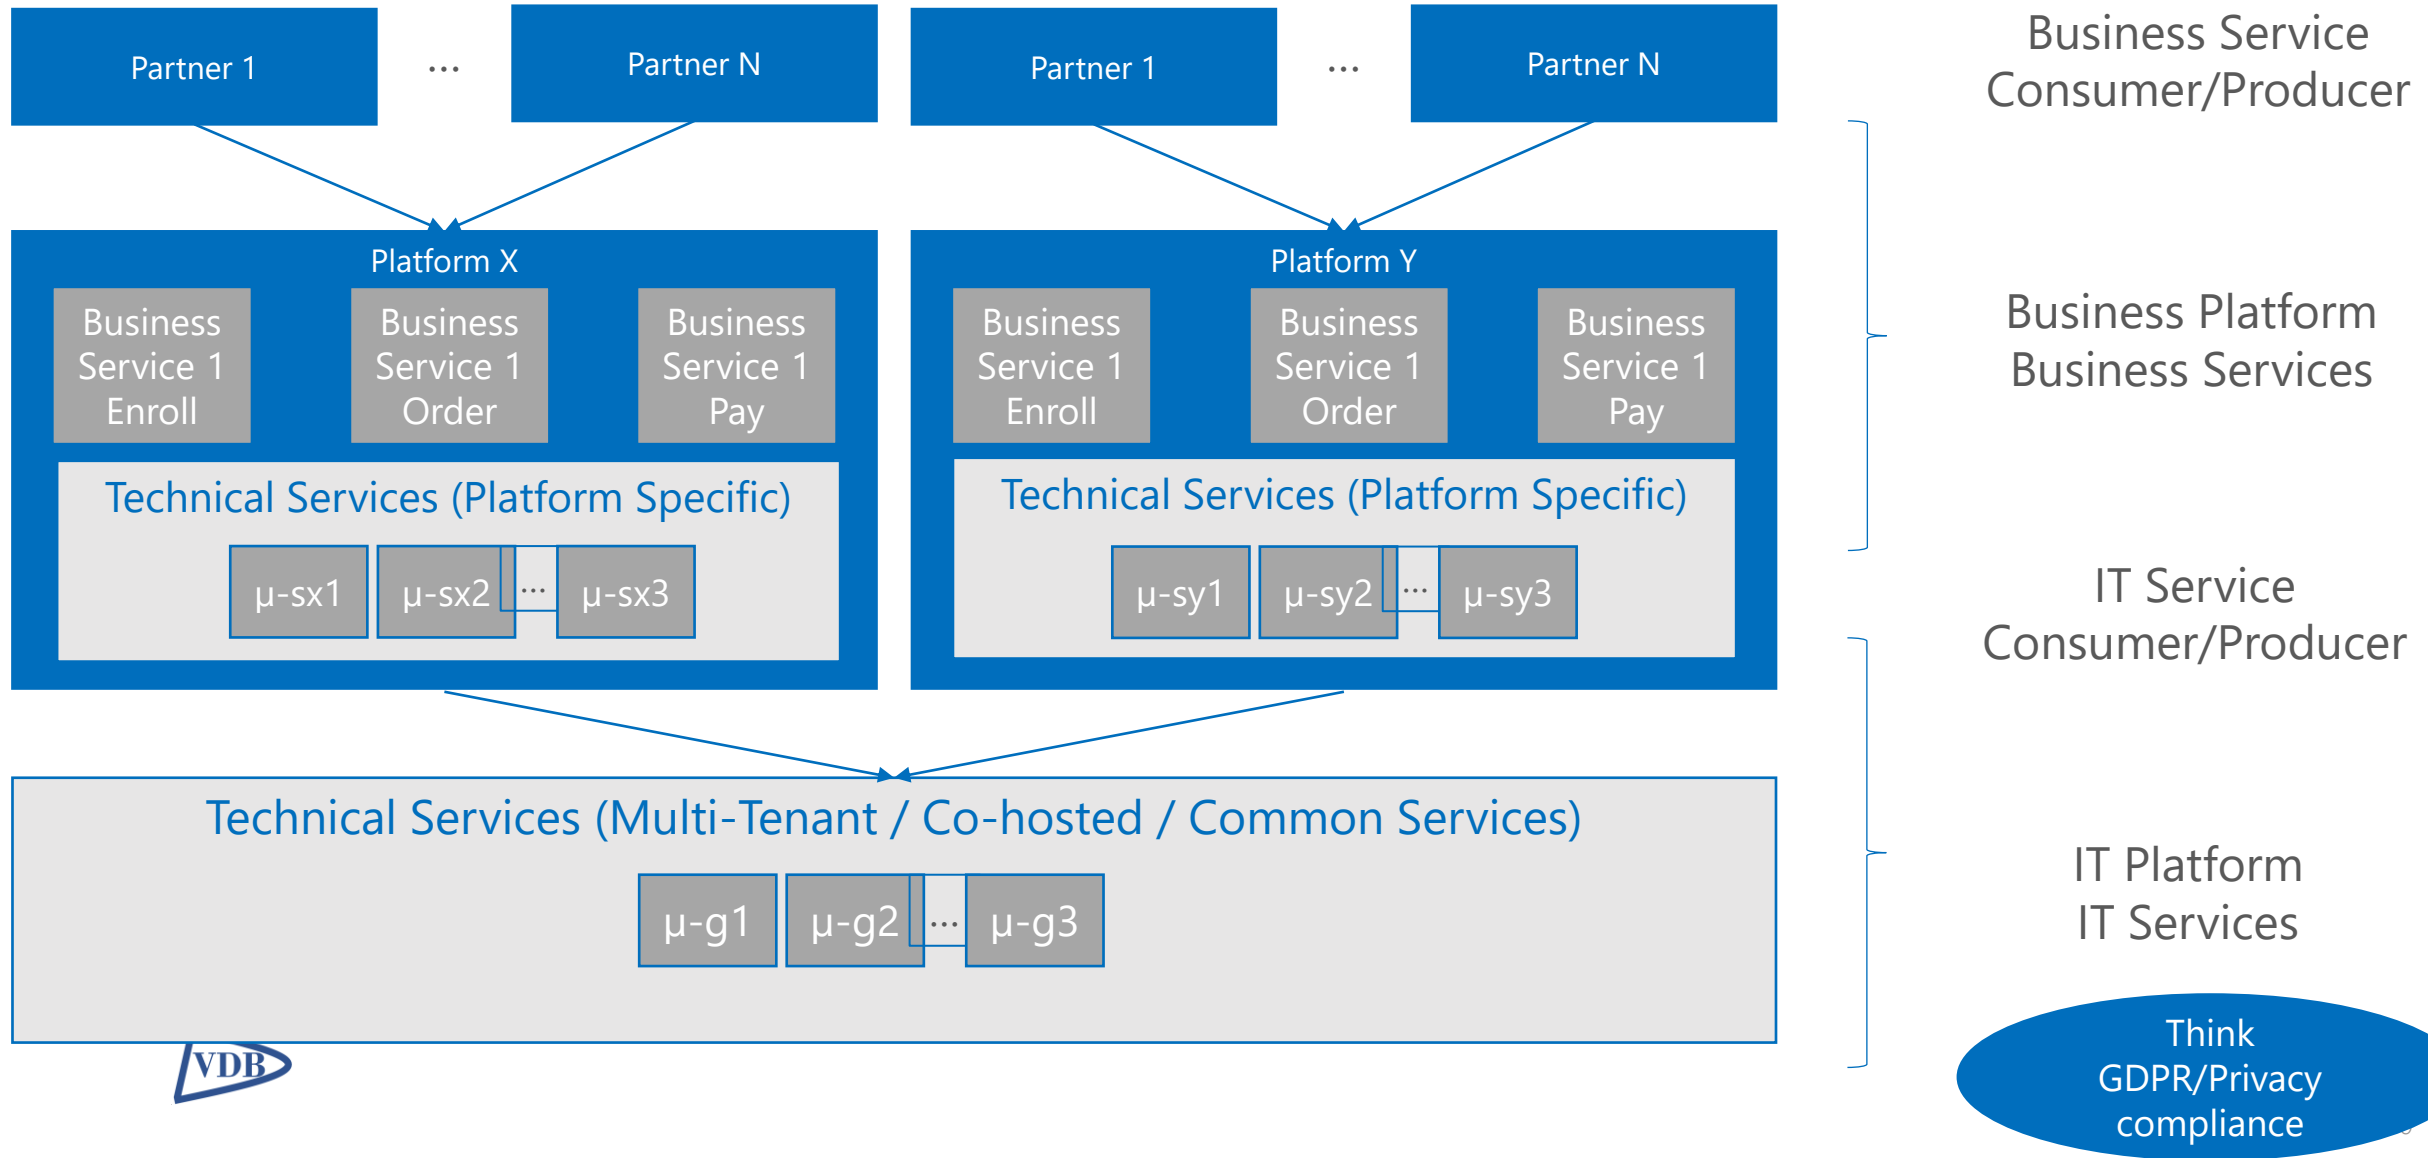 Partner 1
...
Partner N
Partner 1
...
Partner N
Business Service
Consumer/Producer
Platform X
Business
Service 1
Enroll
Business
Service 1
Order
Business
Service 1
Pay
Technical Services (Platform Specific)
µ-sx1
µ-sx2
...
µ-sx3
Platform Y
Business
Service 1
Enroll
Business
Service 1
Order
Business
Service 1
Pay
Technical Services (Platform Specific)
µ-sy1
µ-sy2
...
µ-sy3
Business Platform
Business Services
IT Service
Consumer/Producer
Technical Services (Multi-Tenant / Co-hosted / Common Services)
µ-g1
µ-g2
...
µ-g3
IT Platform
IT Services
VDB
Think
GDPR/Privacy
compliance